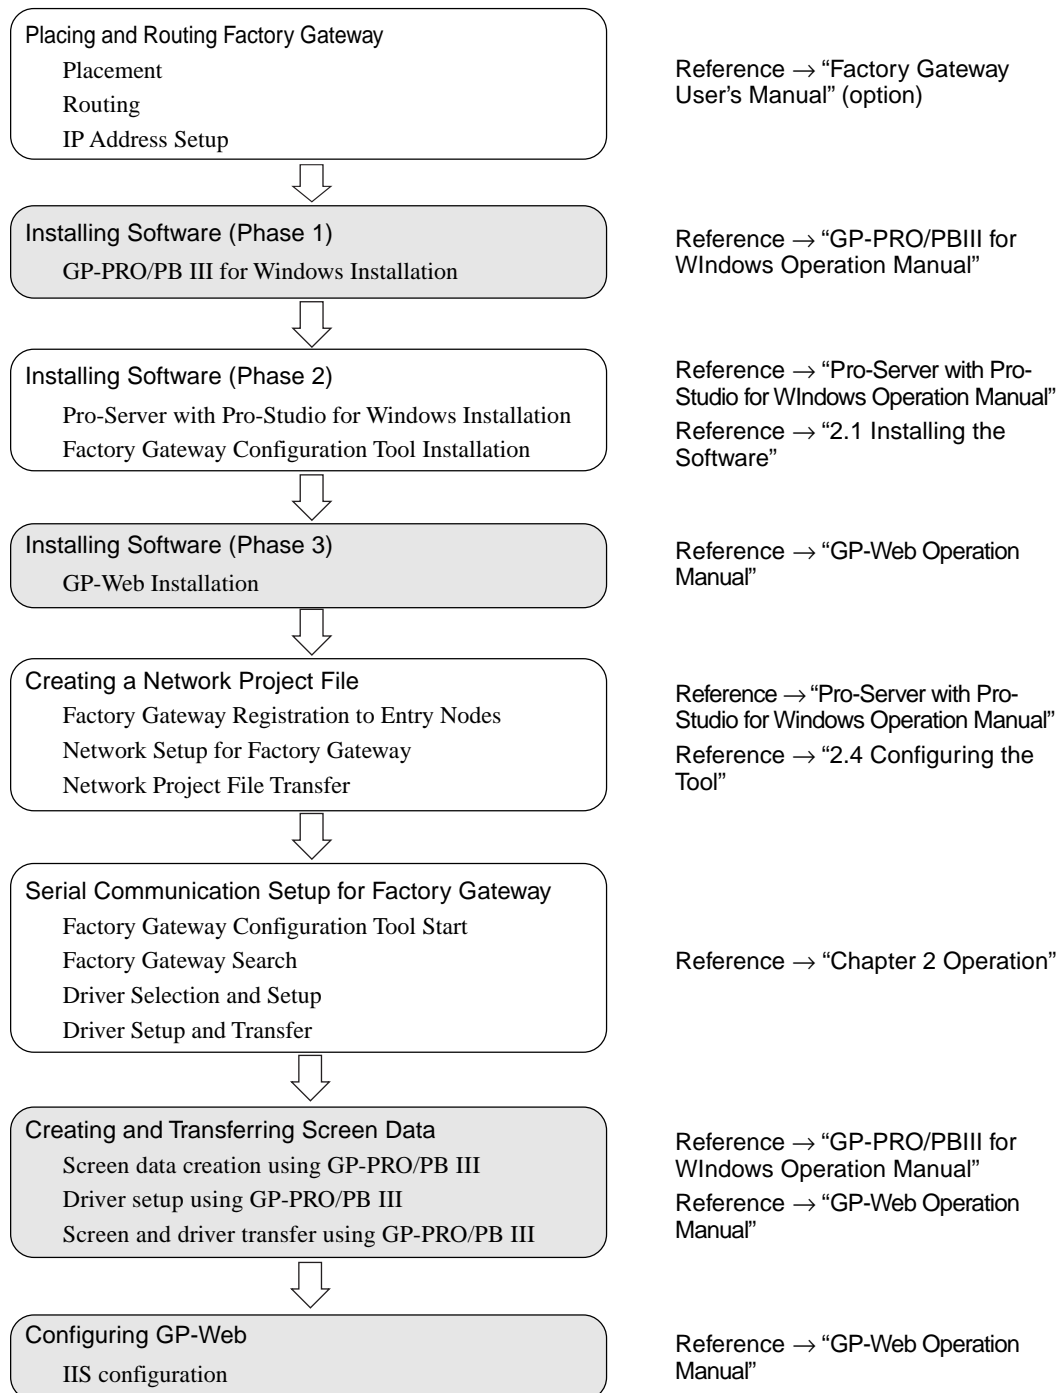 Placing and Routing Factory Gateway
Placement
Routing
IP Address Setup
Reference → “Factory Gateway
User's Manual” (option)
Installing Software (Phase 1)
GP-PRO/PB III for Windows Installation
Reference → “GP-PRO/PBIII for
WIndows Operation Manual”
Installing Software (Phase 2)
Pro-Server with Pro-Studio for Windows Installation
Factory Gateway Configuration Tool Installation
Reference → “Pro-Server with Pro-
Studio for WIndows Operation Manual”
Reference → “2.1 Installing the
Software”
Installing Software (Phase 3)
GP-Web Installation
Reference → “GP-Web Operation
Manual”
Creating a Network Project File
Factory Gateway Registration to Entry Nodes
Network Setup for Factory Gateway
Network Project File Transfer
Reference → “Pro-Server with Pro-
Studio for Windows Operation Manual”
Reference → “2.4 Configuring the
Tool”
Serial Communication Setup for Factory Gateway
Factory Gateway Configuration Tool Start
Factory Gateway Search
Driver Selection and Setup
Driver Setup and Transfer
Reference → “Chapter 2 Operation”
Creating and Transferring Screen Data
Screen data creation using GP-PRO/PB III
Driver setup using GP-PRO/PB III
Screen and driver transfer using GP-PRO/PB III
Reference → “GP-PRO/PBIII for
WIndows Operation Manual”
Reference → “GP-Web Operation
Manual”
Configuring GP-Web
IIS configuration
Reference → “GP-Web Operation
Manual”